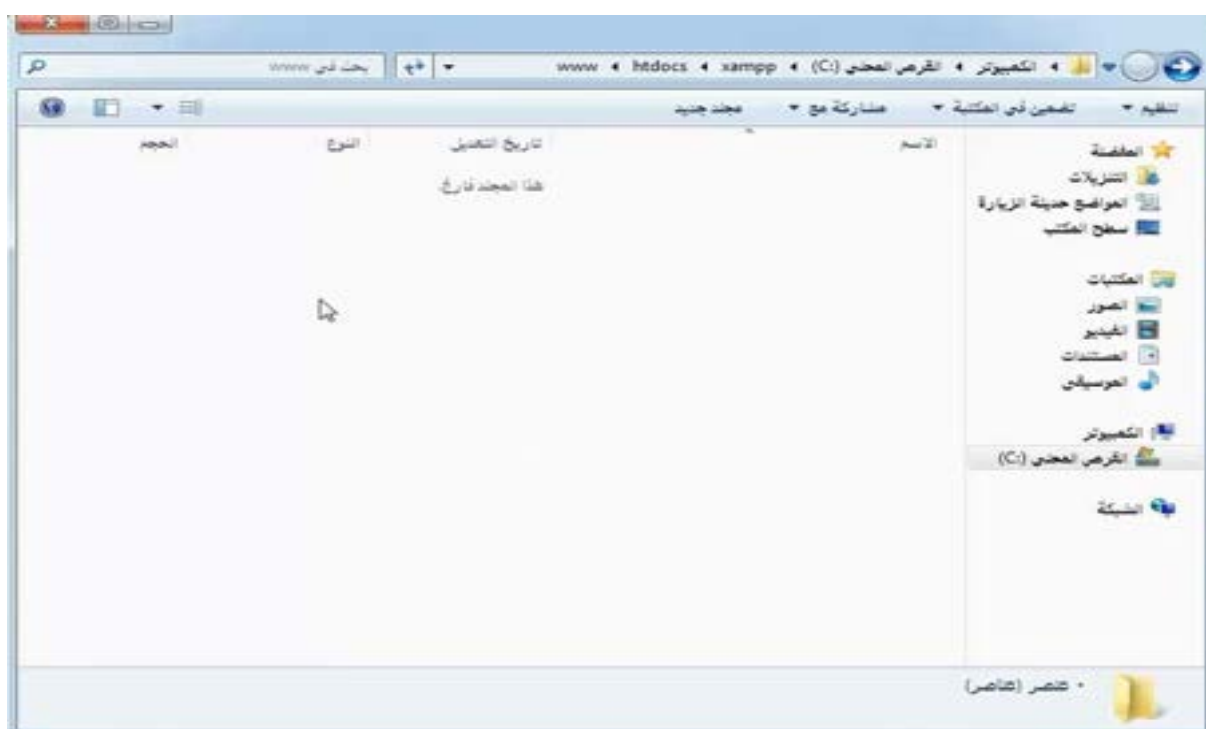 الكمبيوتر ‹ القرص المحلي (C:) ‹ xampp ‹ htdocs ‹ www
بحث في www
تنظيم
تضمين في المكتبة
مشاركة مع
مجلد جديد
الاسم
تاريخ التعديل
النوع
الحجم
هذا المجلد فارغ.
المفضلة
التنزيلات
المواضع حديثة الزيارة
سطح المكتب
المكتبات
الصور
الفيديو
المستندات
الموسيقى
الكمبيوتر
القرص المحلي (C:)
الشبكة
٠ عنصر (عناصر)